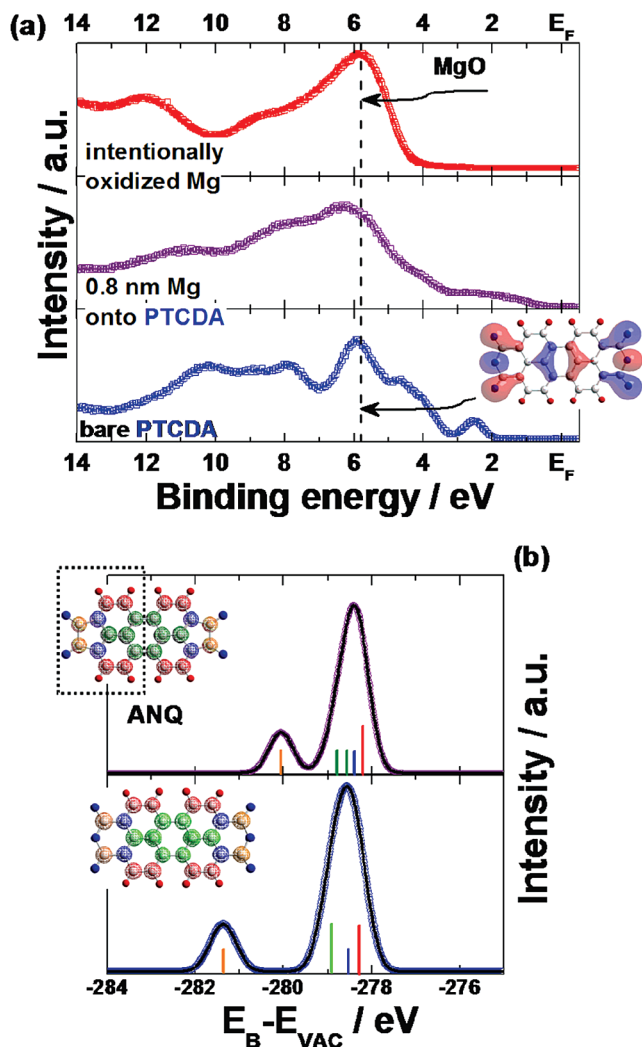 (a)
14 12 10 8 6 4 2 E_F
MgO
intentionally
oxidized Mg
0.8 nm Mg
onto PTCDA
bare PTCDA
Intensity / a.u.
14 12 10 8 6 4 2 E_F
Binding energy / eV
(b)
ANQ
Intensity / a.u.
-284 -282 -280 -278 -276
E_B-E_VAC / eV